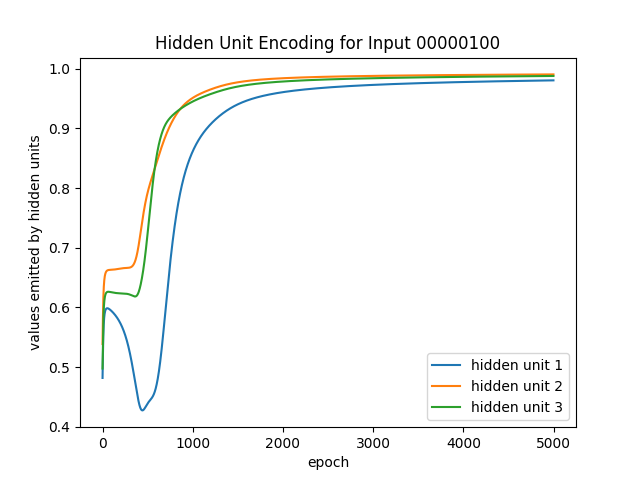 Hidden Unit Encoding for Input 00000100
values emitted by hidden units
1.0
0.9
0.8
0.7
0.6
0.5
0.4
hidden unit 1
hidden unit 2
hidden unit 3
0 1000 2000 3000 4000 5000
epoch